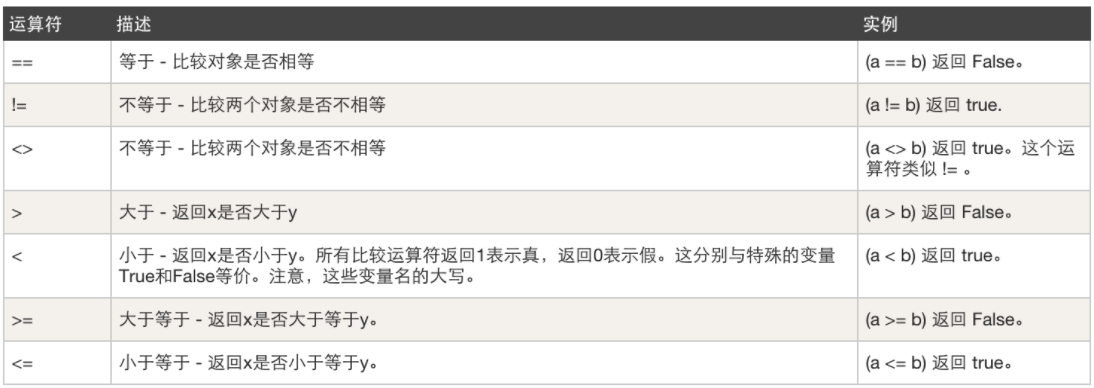 运算符 描述 实例
== 等于 - 比较对象是否相等 (a == b) 返回 False。
!= 不等于 - 比较两个对象是否不相等 (a != b) 返回 true.
<> 不等于 - 比较两个对象是否不相等 (a <> b) 返回 true。这个运
算符类似 != 。
> 大于 - 返回x是否大于y (a > b) 返回 False。
< 小于 - 返回x是否小于y。所有比较运算符返回1表示真，返回0表示假。这分别与特殊的变量 (a < b) 返回 true。
True和False等价。注意，这些变量名的大写。
>= 大于等于 - 返回x是否大于等于y。 (a >= b) 返回 False。
<= 小于等于 - 返回x是否小于等于y。 (a <= b) 返回 true。